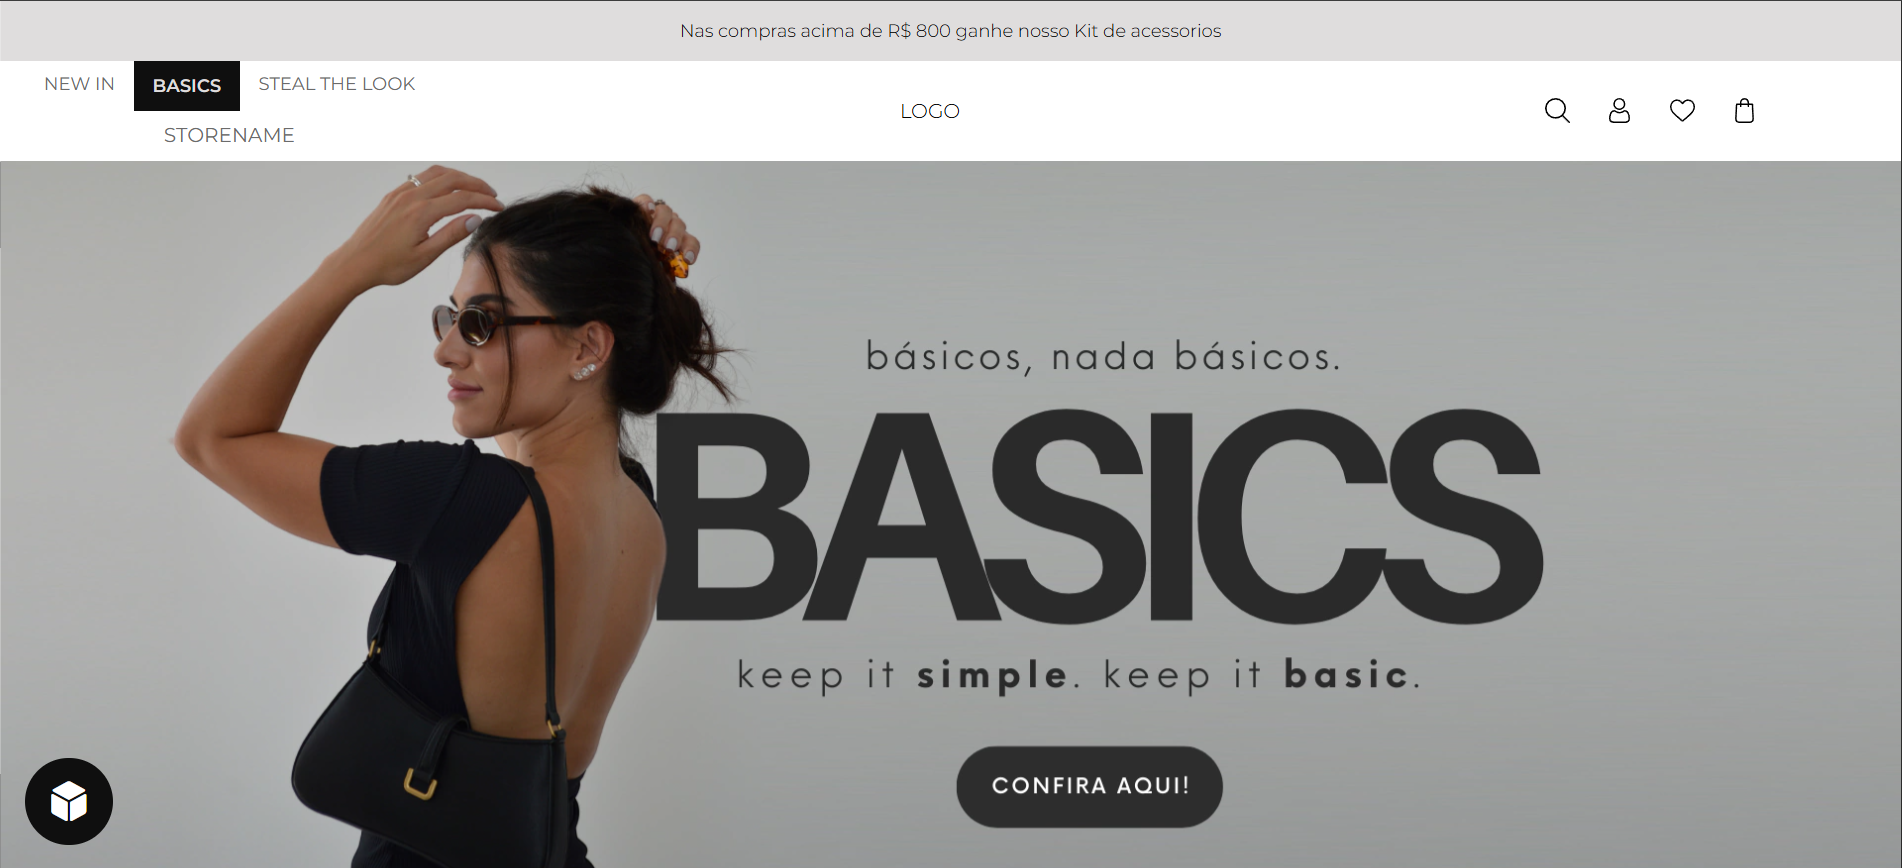 Nas compras acima de R$ 800 ganhe nosso Kit de acessorios
NEW IN BASICS STEAL THE LOOK
STORENAME
LOGO
básicos, nada básicos.
BASICS
keep it simple. keep it basic.
CONFIRA AQUI!